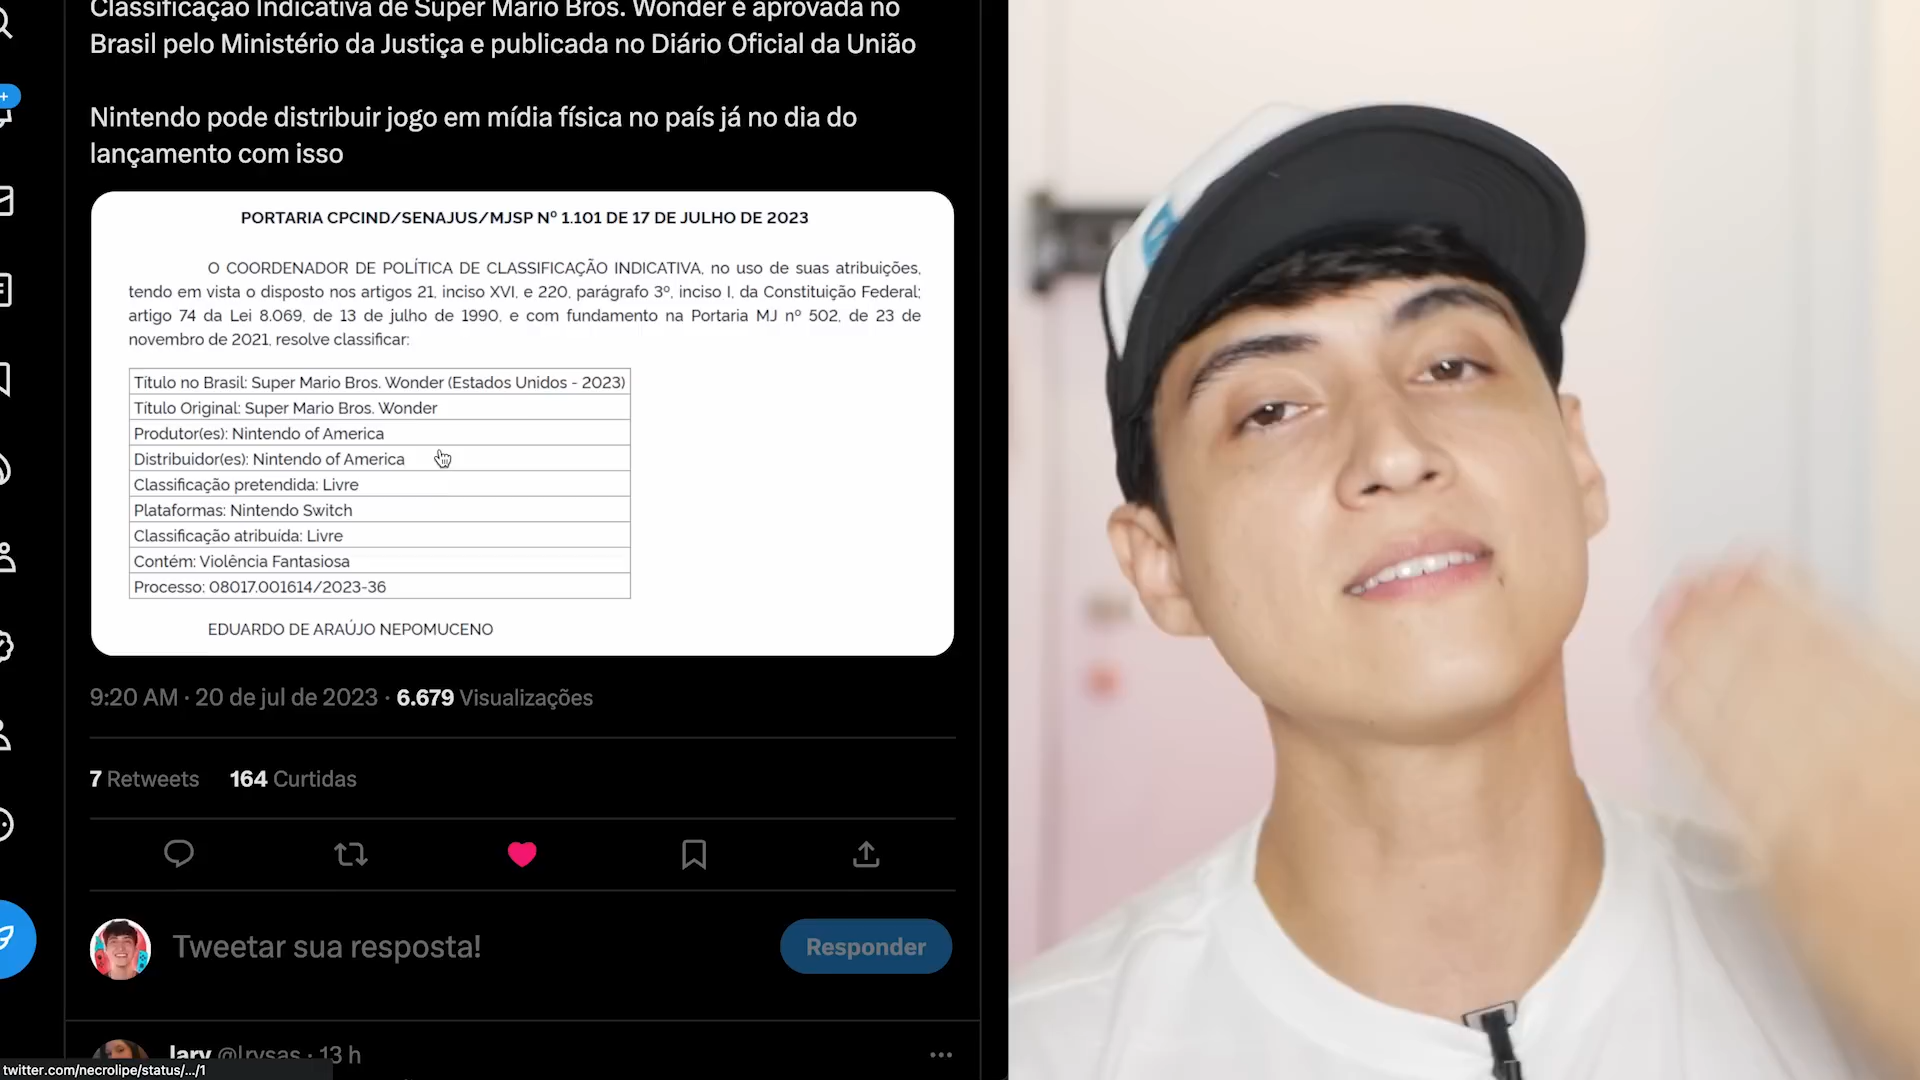 Classificação Indicativa de Super Mario Bros. Wonder é aprovada no
Brasil pelo Ministério da Justiça e publicada no Diário Oficial da União
Nintendo pode distribuir jogo em mídia física no país já no dia do
lançamento com isso
PORTARIA CPCIND/SENAJUS/MJSP Nº 1.101 DE 17 DE JULHO DE 2023
O COORDENADOR DE POLÍTICA DE CLASSIFICAÇÃO INDICATIVA, no uso de suas atribuições,
tendo em vista o disposto nos artigos 21, inciso XVI, e 220, parágrafo 3º, inciso I, da Constituição Federal;
artigo 74 da Lei 8.069, de 13 de julho de 1990, e com fundamento na Portaria MJ nº 502, de 23 de
novembro de 2021, resolve classificar:
Título no Brasil: Super Mario Bros. Wonder (Estados Unidos - 2023)
Título Original: Super Mario Bros. Wonder
Produtor(es): Nintendo of America
Distribuidor(es): Nintendo of America
Classificação pretendida: Livre
Plataformas: Nintendo Switch
Classificação atribuída: Livre
Contém: Violência Fantasiosa
Processo: 08017.001614/2023-36
EDUARDO DE ARAÚJO NEPOMUCENO
9:20 AM · 20 de jul de 2023 · 6.679 Visualizações
7 Retweets 164 Curtidas
Tweetar sua resposta!
Responder
lary @lrysas · 13 h
twitter.com/necrolipe/status/.../1